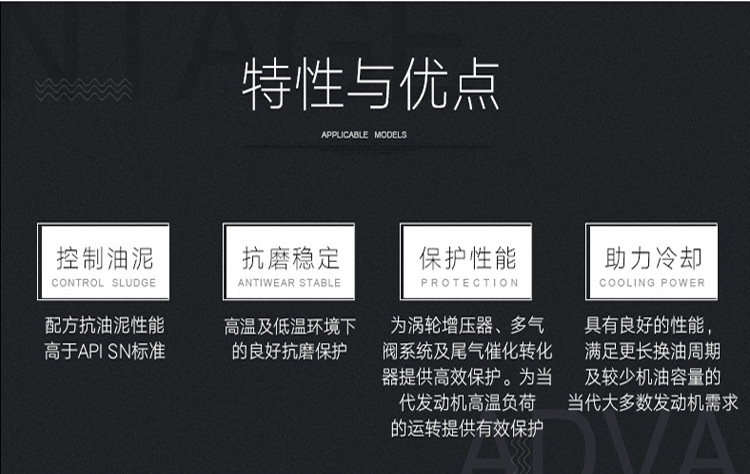 NTAGE
特性与优点
APPLICABLE MODELS
控制油泥
CONTROL SLUDGE
配方抗油泥性能
高于API SN标准
抗磨稳定
ANTIWEAR STABLE
高温及低温环境下
的良好抗磨保护
保护性能
PROTECTION
为涡轮增压器、多气
阀系统及尾气催化转化
器提供高效保护。为当
代发动机高温负荷
的运转提供有效保护
助力冷却
COOLING POWER
具有良好的性能，
满足更长换油周期
及较少机油容量的
当代大多数发动机需求
ADVA